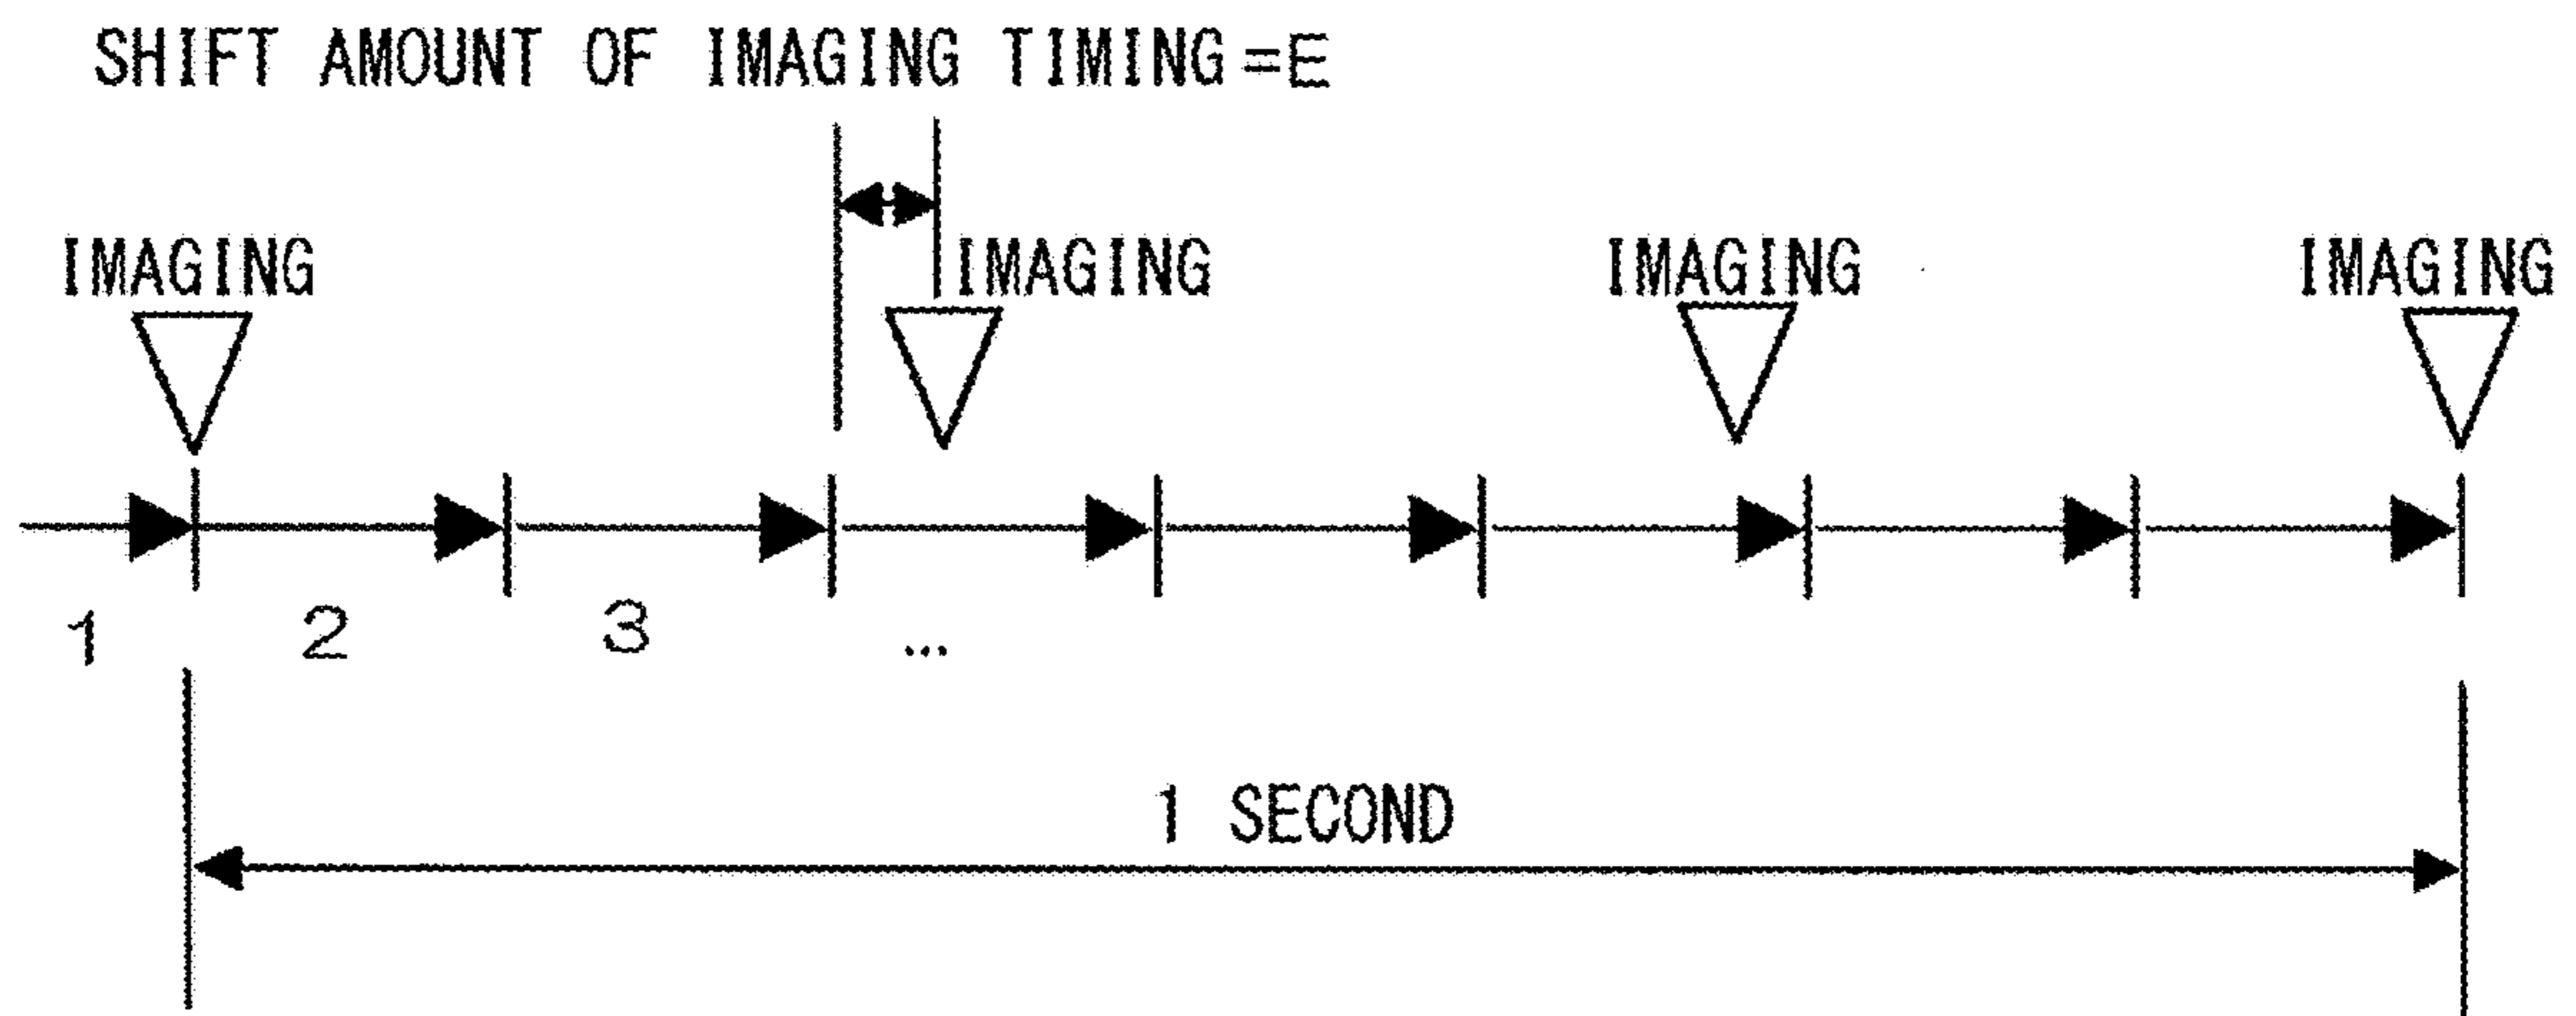 SHIFT AMOUNT OF IMAGING TIMING=E
IMAGING IMAGING IMAGING IMAGING
1 2 3 ...
1 SECOND